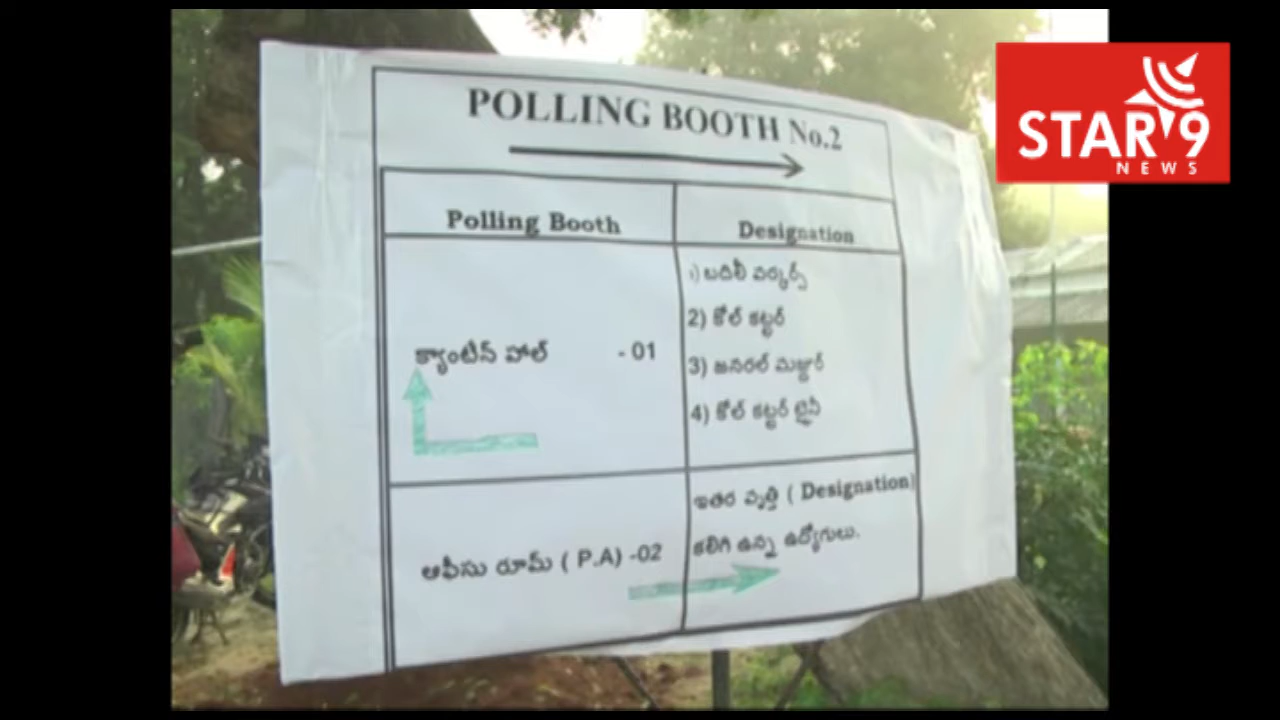 POLLING BOOTH No.2
Polling Booth
Designation
క్యాంటీన్ హాల్ - 01
1) బదిలీ వర్కర్స్
2) కోల్ కట్టర్
3) జనరల్ మజ్దూర్
4) కోల్ కట్టర్ ట్రైనీ
ఆఫీసు రూమ్ ( P.A) -02
ఇతర వృత్తి ( Designation)
కలిగి ఉన్న ఉద్యోగులు.
STAR 9
NEWS